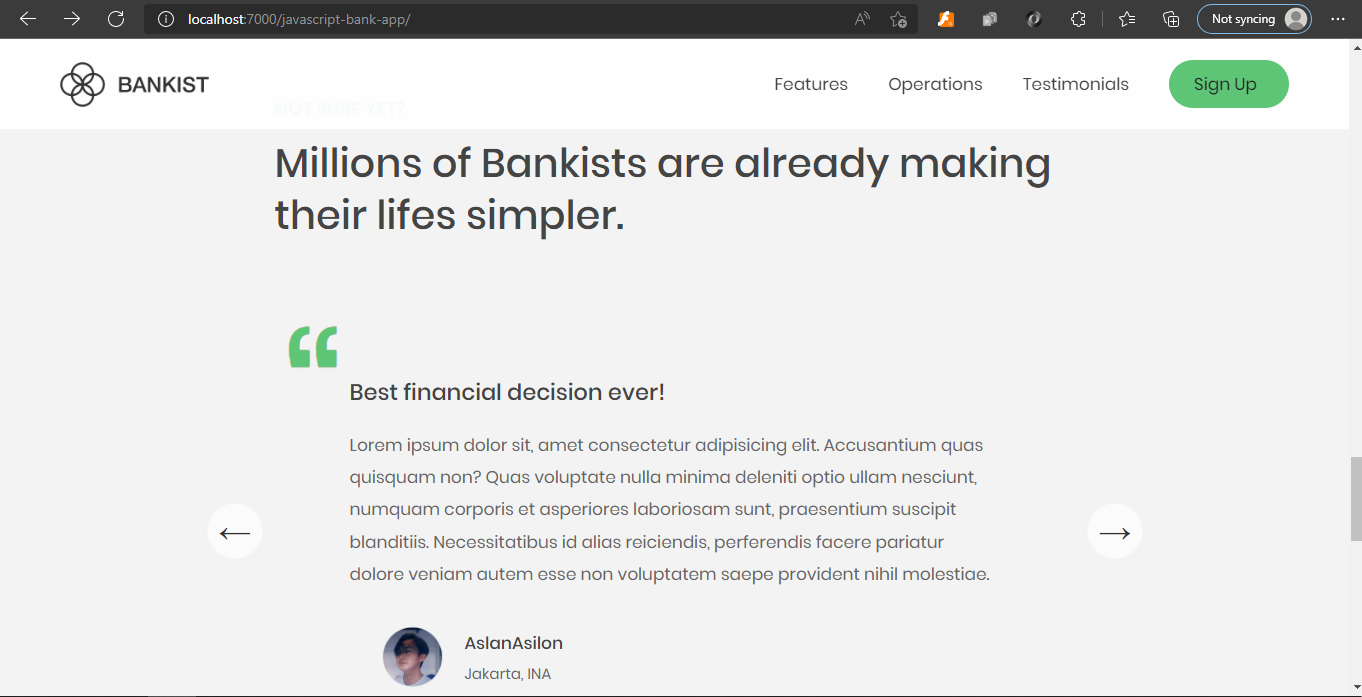 localhost:7000/javascript-bank-app/
Not syncing
BANKIST
Features
Operations
Testimonials
Sign Up
NOT SURE YET?
Millions of Bankists are already making
their lifes simpler.
Best financial decision ever!
Lorem ipsum dolor sit, amet consectetur adipisicing elit. Accusantium quas
quisquam non? Quas voluptate nulla minima deleniti optio ullam nesciunt,
numquam corporis et asperiores laboriosam sunt, praesentium suscipit
blanditiis. Necessitatibus id alias reiciendis, perferendis facere pariatur
dolore veniam autem esse non voluptatem saepe provident nihil molestiae.
AslanAsilon
Jakarta, INA